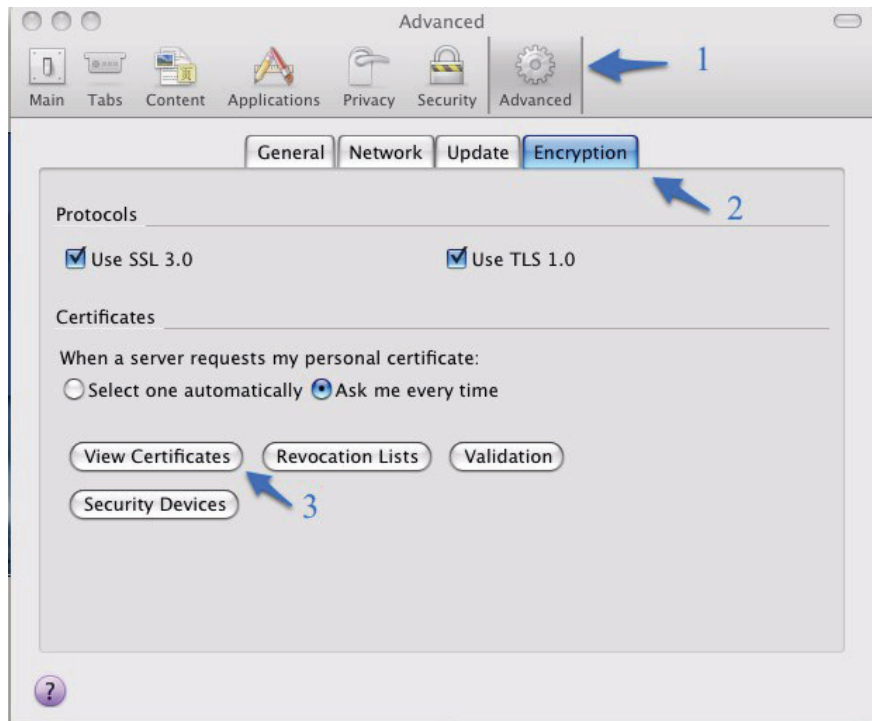 Advanced
1
Main Tabs Content Applications Privacy Security Advanced
General Network Update Encryption
2
Protocols
Use SSL 3.0 Use TLS 1.0
Certificates
When a server requests my personal certificate:
Select one automatically Ask me every time
View Certificates Revocation Lists Validation
Security Devices
3
?